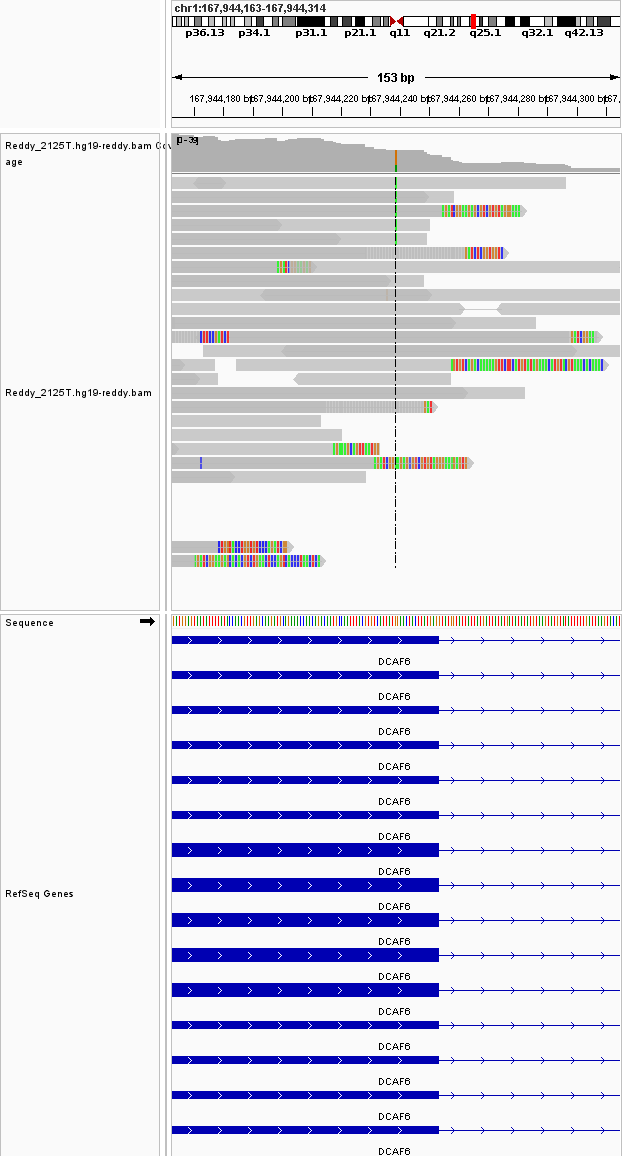 chr1:167,944,163-167,944,314
p36.13 p34.1 p31.1 p21.1 q11 q21.2 q25.1 q32.1 q42.13
153 bp
167,944,180 bp 167,944,200 bp 167,944,220 bp 167,944,240 bp 167,944,260 bp 167,944,280 bp 167,944,300 bp
Reddy_2125T.hg19-reddy.bam Cov
age
Reddy_2125T.hg19-reddy.bam
Sequence
DCAF6
DCAF6
DCAF6
DCAF6
DCAF6
DCAF6
DCAF6
RefSeq Genes
DCAF6
DCAF6
DCAF6
DCAF6
DCAF6
DCAF6
DCAF6
DCAF6